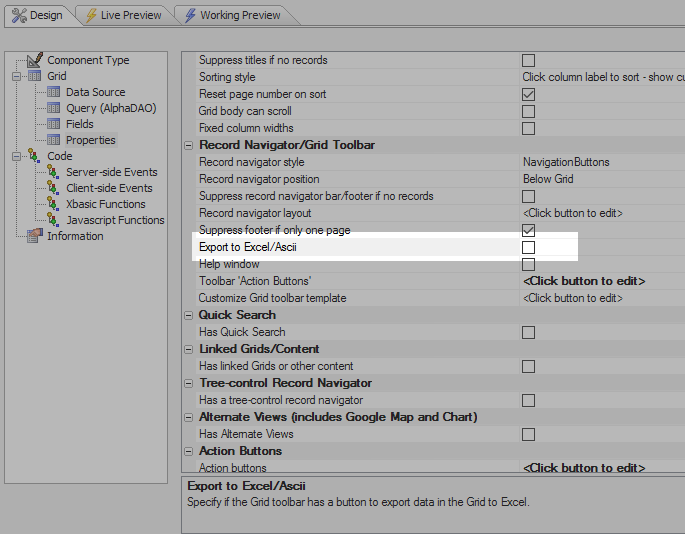 Design Live Preview Working Preview
Component Type
Grid
Data Source
Query (AlphaDAO)
Fields
Properties
Code
Server-side Events
Client-side Events
Xbasic Functions
Javascript Functions
Information
Suppress titles if no records
Sorting style Click column label to sort - show cu
Reset page number on sort
Grid body can scroll
Fixed column widths
Record Navigator/Grid Toolbar
Record navigator style NavigationButtons
Record navigator position Below Grid
Suppress record navigator bar/footer if no records
Record navigator layout <Click button to edit>
Suppress footer if only one page
Export to Excel/Ascii
Help window
Toolbar 'Action Buttons' <Click button to edit>
Customize Grid toolbar template <Click button to edit>
Quick Search
Has Quick Search
Linked Grids/Content
Has linked Grids or other content
Tree-control Record Navigator
Has a tree-control record navigator
Alternate Views (includes Google Map and Chart)
Has Alternate Views
Action Buttons
Action buttons <Click button to edit>
Export to Excel/Ascii
Specify if the Grid toolbar has a button to export data in the Grid to Excel.